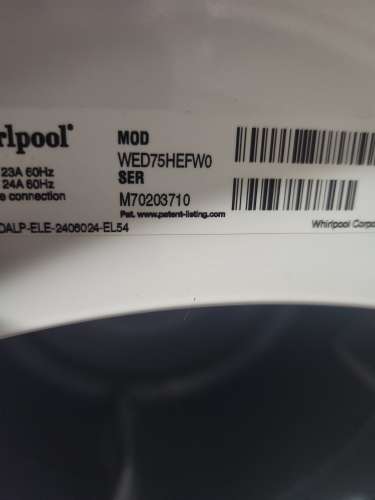 rlpool®
23A 60Hz
24A 60Hz
e connection
MOD
WED75HEFW0
SER
M70203710
Pat. www.patent-listing.com
DALP-ELE-2406024-EL54
Whirlpool Corpo